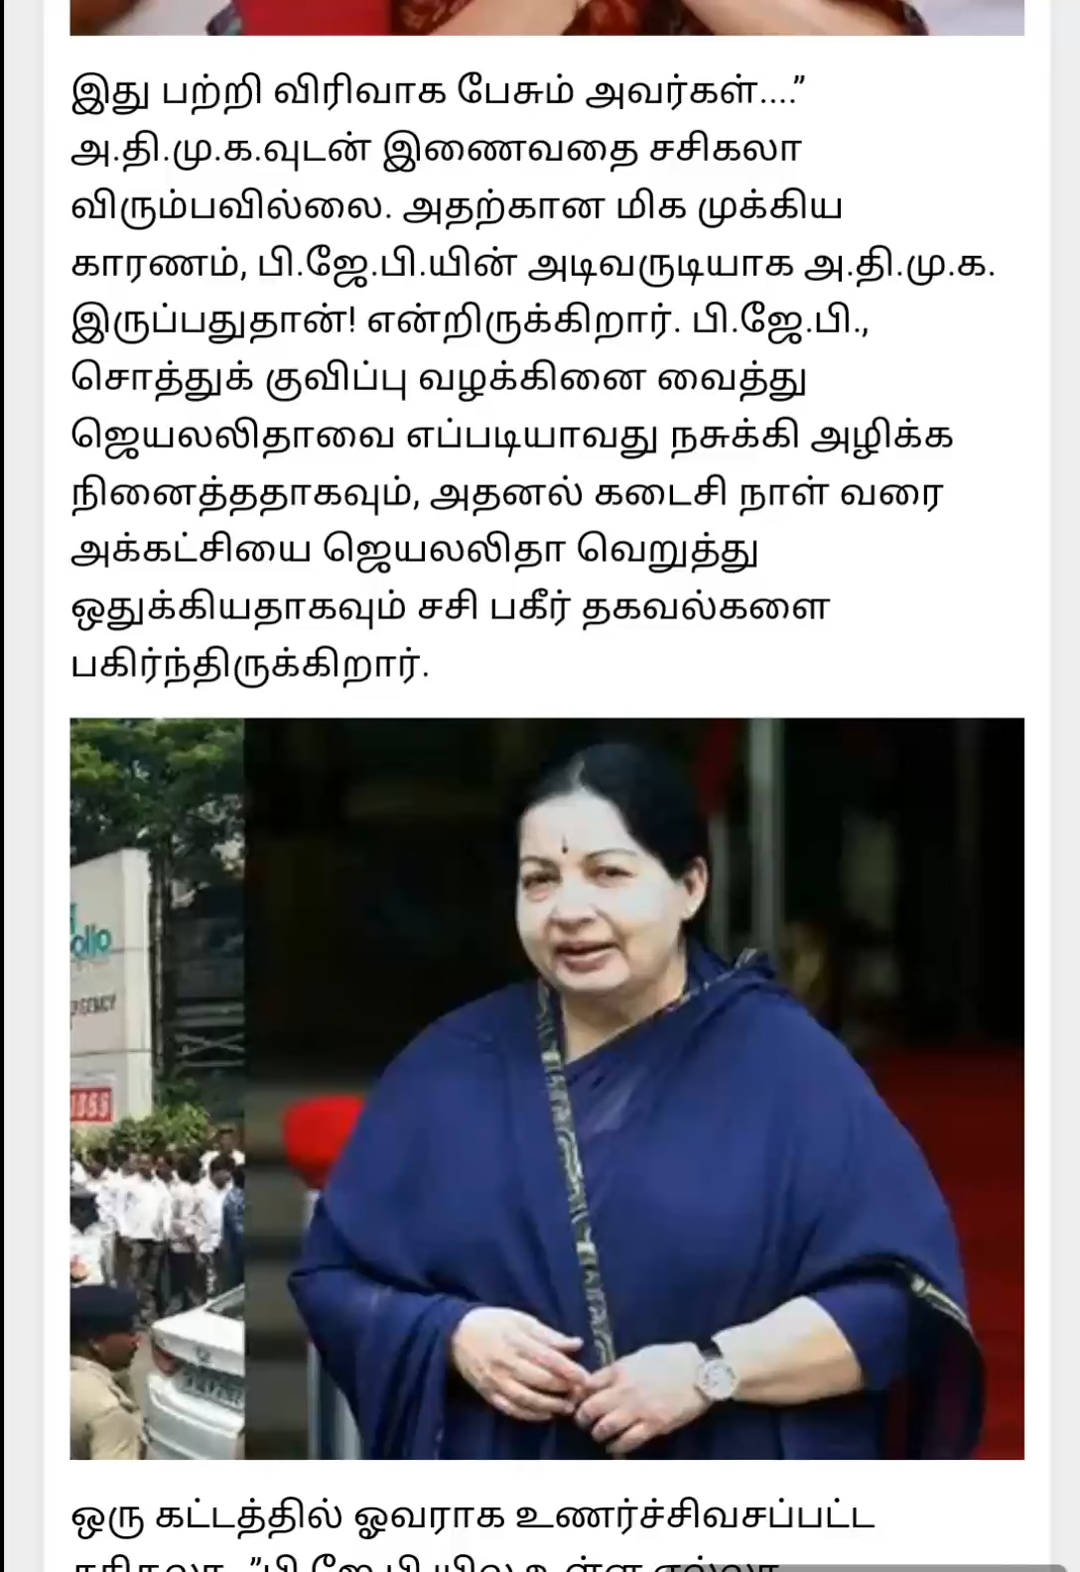 இது பற்றி விரிவாக பேசும் அவர்கள்....”
அ.தி.மு.க.வுடன் இணைவதை சசிகலா
விரும்பவில்லை. அதற்கான மிக முக்கிய
காரணம், பி.ஜே.பி.யின் அடிவருடியாக அ.தி.மு.க.
இருப்பதுதான்! என்றிருக்கிறார். பி.ஜே.பி.,
சொத்துக் குவிப்பு வழக்கினை வைத்து
ஜெயலலிதாவை எப்படியாவது நசுக்கி அழிக்க
நினைத்ததாகவும், அதனல் கடைசி நாள் வரை
அக்கட்சியை ஜெயலலிதா வெறுத்து
ஒதுக்கியதாகவும் சசி பகீர் தகவல்களை
பகிர்ந்திருக்கிறார்.
ollo
ஒரு கட்டத்தில் ஓவராக உணர்ச்சிவசப்பட்ட